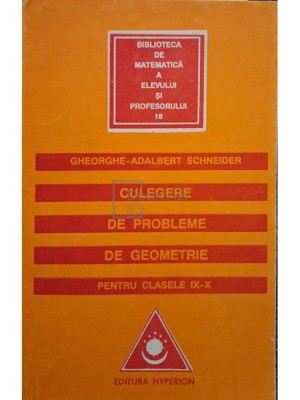 BIBLIOTECA
DE
MATEMATICĂ
A
ELEVULUI
ȘI
PROFESORULUI
18
GHEORGHE-ADALBERT SCHNEIDER
CULEGERE
DE PROBLEME
DE GEOMETRIE
PENTRU CLASELE IX-X
EDITURA HYPERION